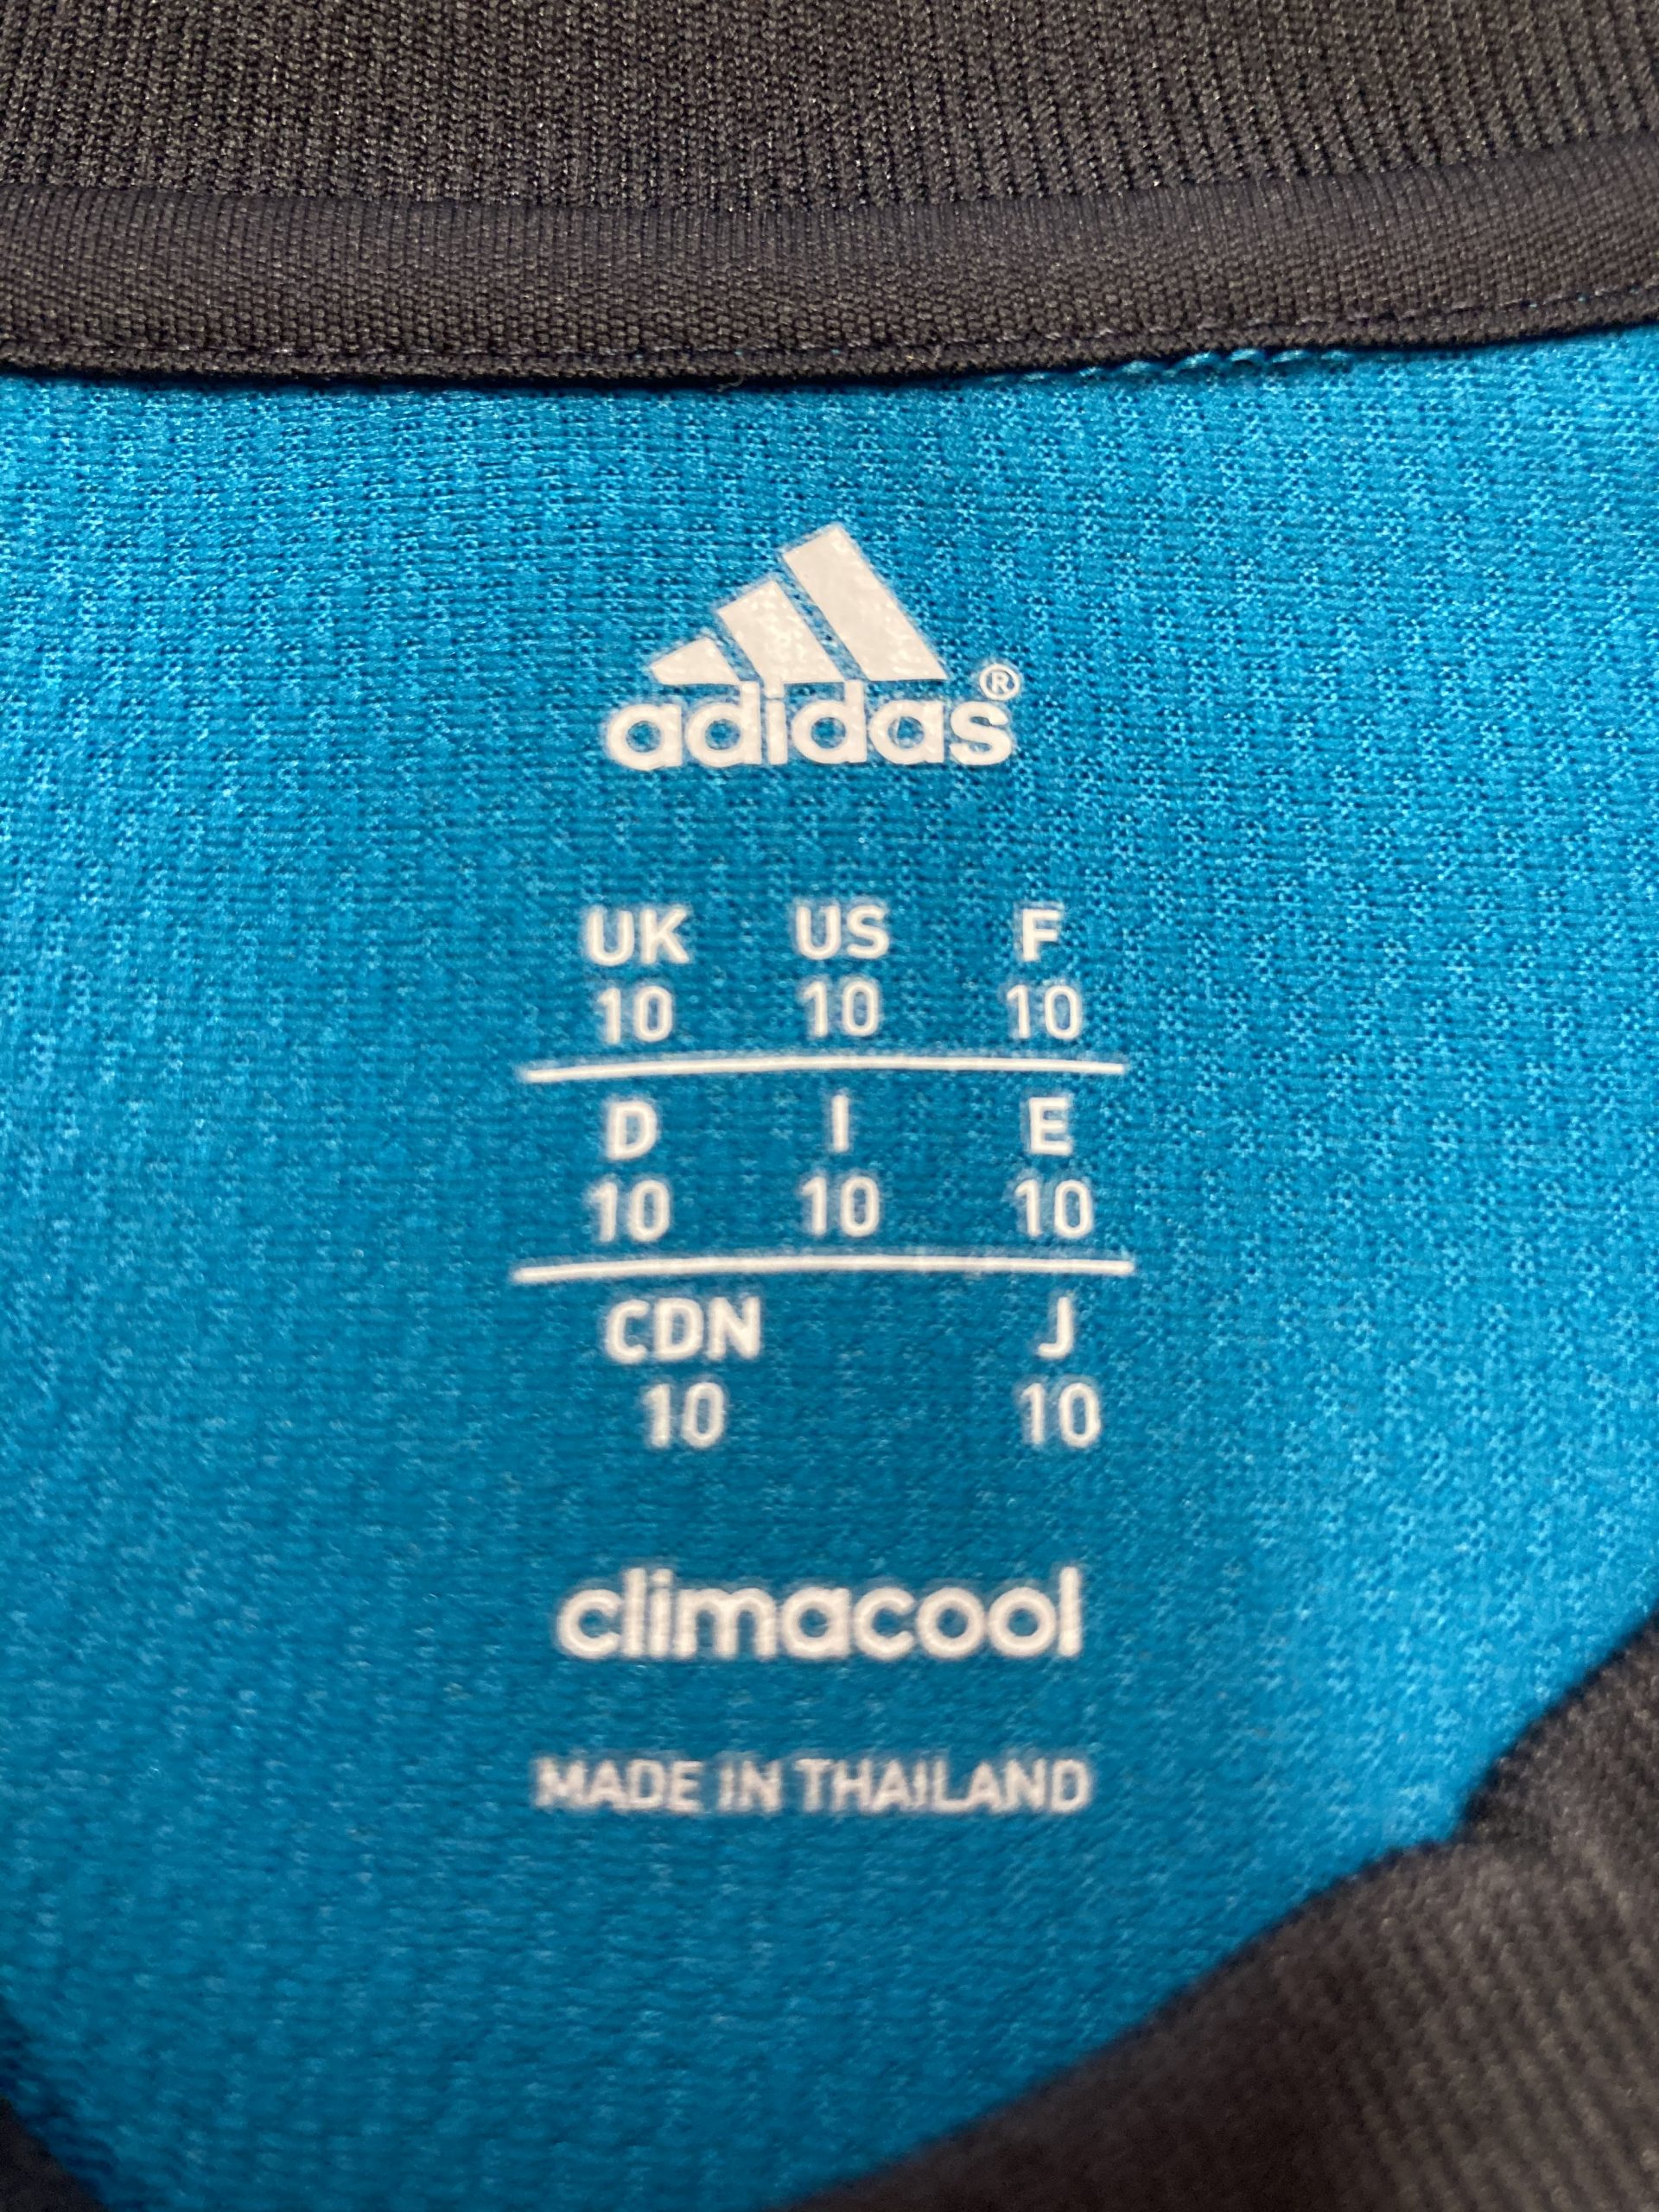 adidas®
UK US F
10 10 10
D I E
10 10 10
CDN J
10 10
climacool
MADE IN THAILAND